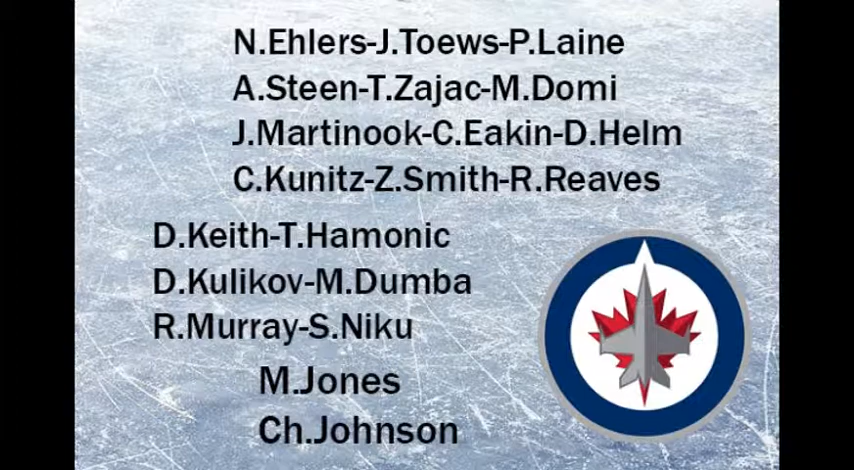 N.Ehlers-J.Toews-P.Laine
A.Steen-T.Zajac-M.Domi
J.Martinook-C.Eakin-D.Helm
C.Kunitz-Z.Smith-R.Reaves
D.Keith-T.Hamonic
D.Kulikov-M.Dumba
R.Murray-S.Niku
M.Jones
Ch.Johnson